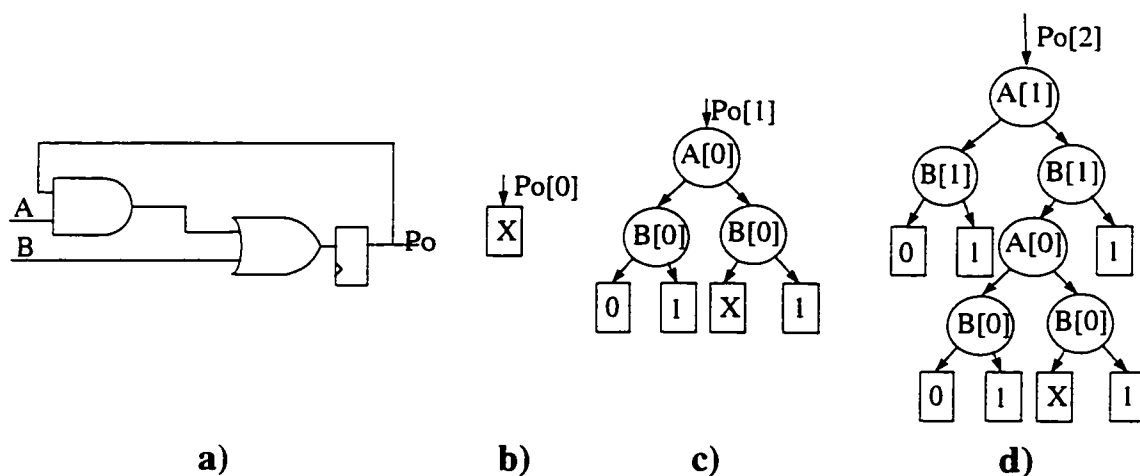 A
B
Po
a)
Po[0]
X
b)
Po[1]
A[0]
B[0] B[0]
0 1 X 1
c)
Po[2]
A[1]
B[1] B[1]
0 1 A[0] 1
B[0] B[0]
0 1 X 1
d)